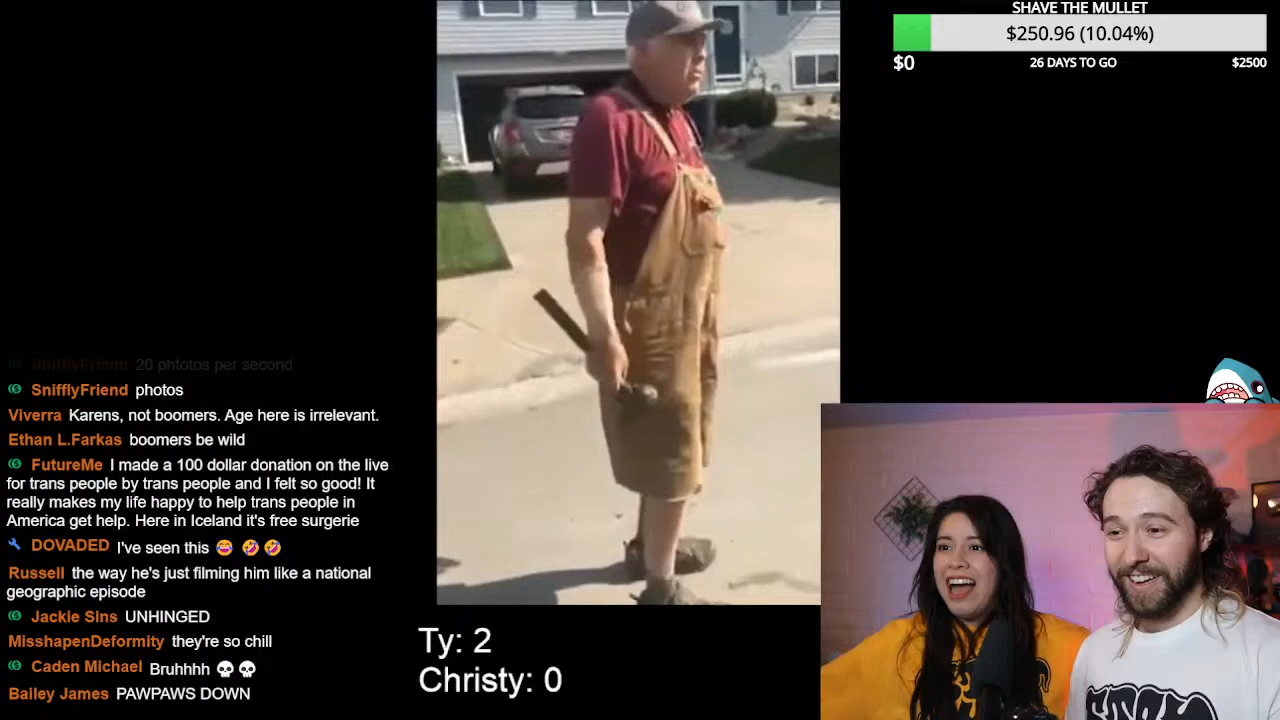 SHAVE THE MULLET
$250.96 (10.04%)
$0
26 DAYS TO GO
$2500
20 phtotos per second
SnifflyFriend photos
Viverra Karens, not boomers. Age here is irrelevant.
Ethan L.Farkas boomers be wild
FutureMe I made a 100 dollar donation on the live
for trans people by trans people and I felt so good! It
really makes my life happy to help trans people in
America get help. Here in Iceland it's free surgerie
DOVADED I've seen this 😂 🤣🤣
Russell the way he's just filming him like a national
geographic episode
Jackie Sins UNHINGED
MisshapenDeformity they're so chill
Caden Michael Bruhhhh 💀💀
Bailey James PAWPAWS DOWN
Ty: 2
Christy: 0